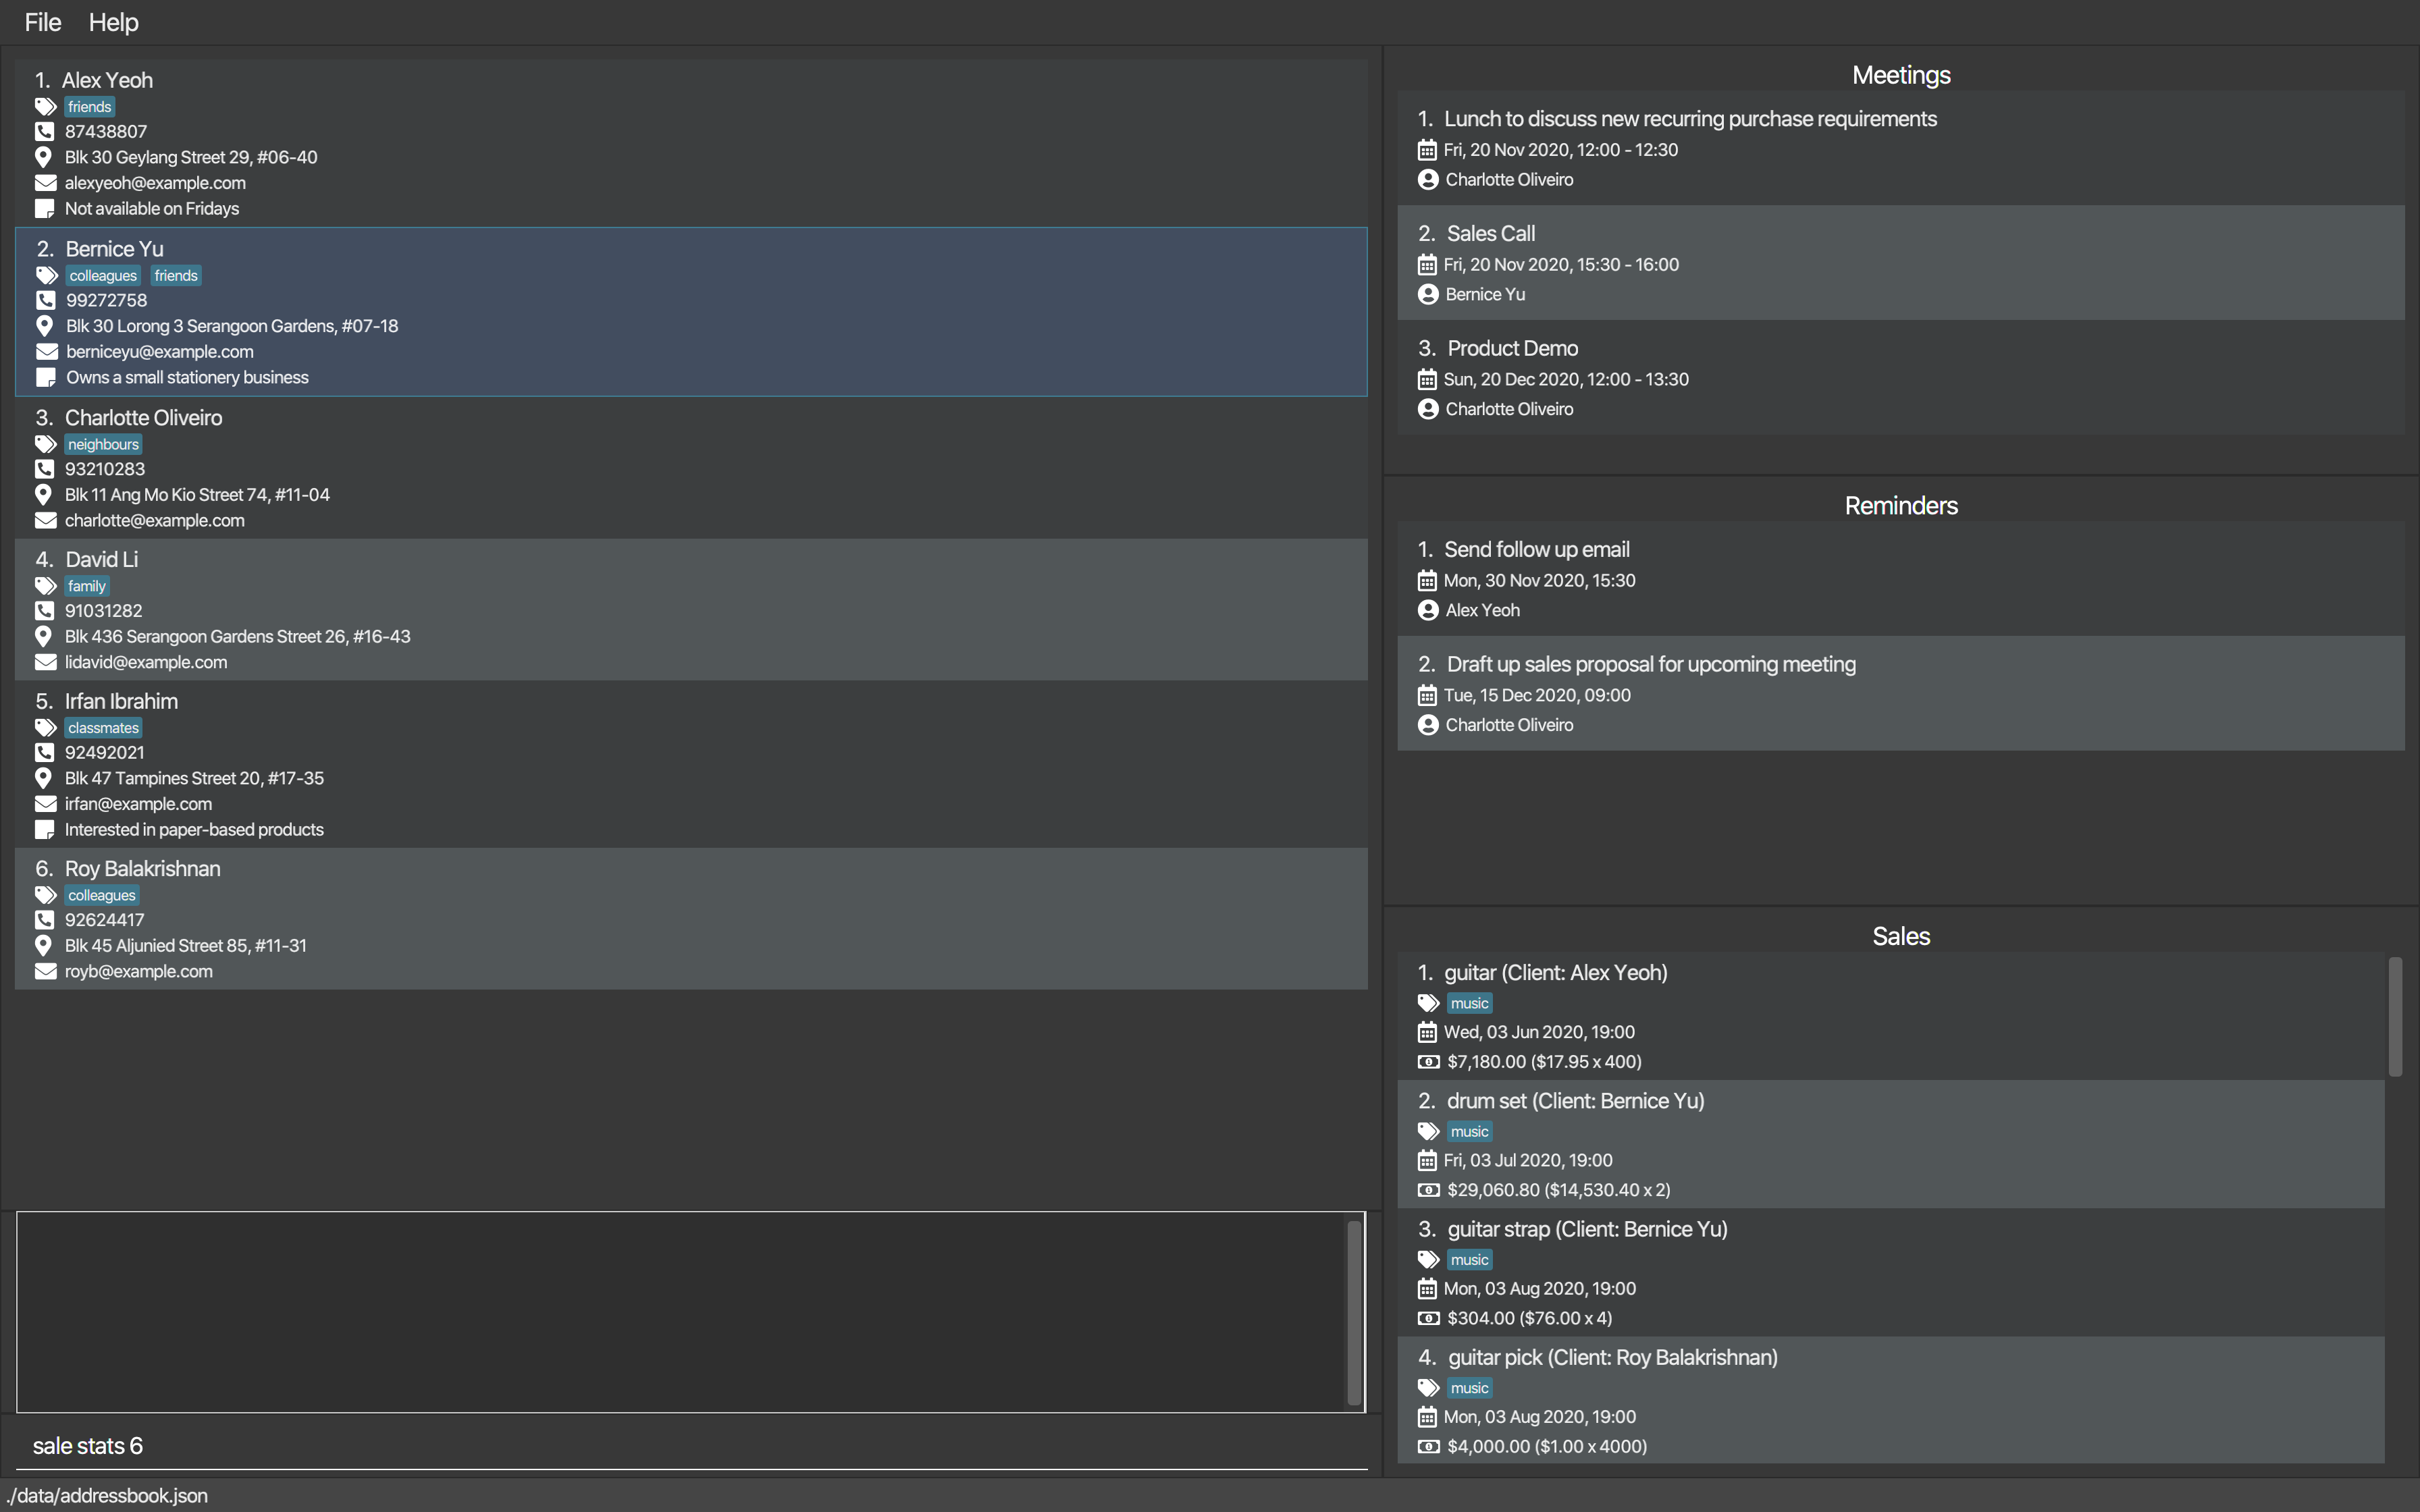 File Help
1. Alex Yeoh
friends
87438807
Blk 30 Geylang Street 29, #06-40
alexyeoh@example.com
Not available on Fridays
2. Bernice Yu
colleagues friends
99272758
Blk 30 Lorong 3 Serangoon Gardens, #07-18
berniceyu@example.com
Owns a small stationery business
3. Charlotte Oliveiro
neighbours
93210283
Blk 11 Ang Mo Kio Street 74, #11-04
charlotte@example.com
4. David Li
family
91031282
Blk 436 Serangoon Gardens Street 26, #16-43
lidavid@example.com
5. Irfan Ibrahim
classmates
92492021
Blk 47 Tampines Street 20, #17-35
irfan@example.com
Interested in paper-based products
6. Roy Balakrishnan
colleagues
92624417
Blk 45 Aljunied Street 85, #11-31
royb@example.com
sale stats 6
./data/addressbook.json
Meetings
1. Lunch to discuss new recurring purchase requirements
Fri, 20 Nov 2020, 12:00 - 12:30
Charlotte Oliveiro
2. Sales Call
Fri, 20 Nov 2020, 15:30 - 16:00
Bernice Yu
3. Product Demo
Sun, 20 Dec 2020, 12:00 - 13:30
Charlotte Oliveiro
Reminders
1. Send follow up email
Mon, 30 Nov 2020, 15:30
Alex Yeoh
2. Draft up sales proposal for upcoming meeting
Tue, 15 Dec 2020, 09:00
Charlotte Oliveiro
Sales
1. guitar (Client: Alex Yeoh)
music
Wed, 03 Jun 2020, 19:00
$7,180.00 ($17.95 x 400)
2. drum set (Client: Bernice Yu)
music
Fri, 03 Jul 2020, 19:00
$29,060.80 ($14,530.40 x 2)
3. guitar strap (Client: Bernice Yu)
music
Mon, 03 Aug 2020, 19:00
$304.00 ($76.00 x 4)
4. guitar pick (Client: Roy Balakrishnan)
music
Mon, 03 Aug 2020, 19:00
$4,000.00 ($1.00 x 4000)